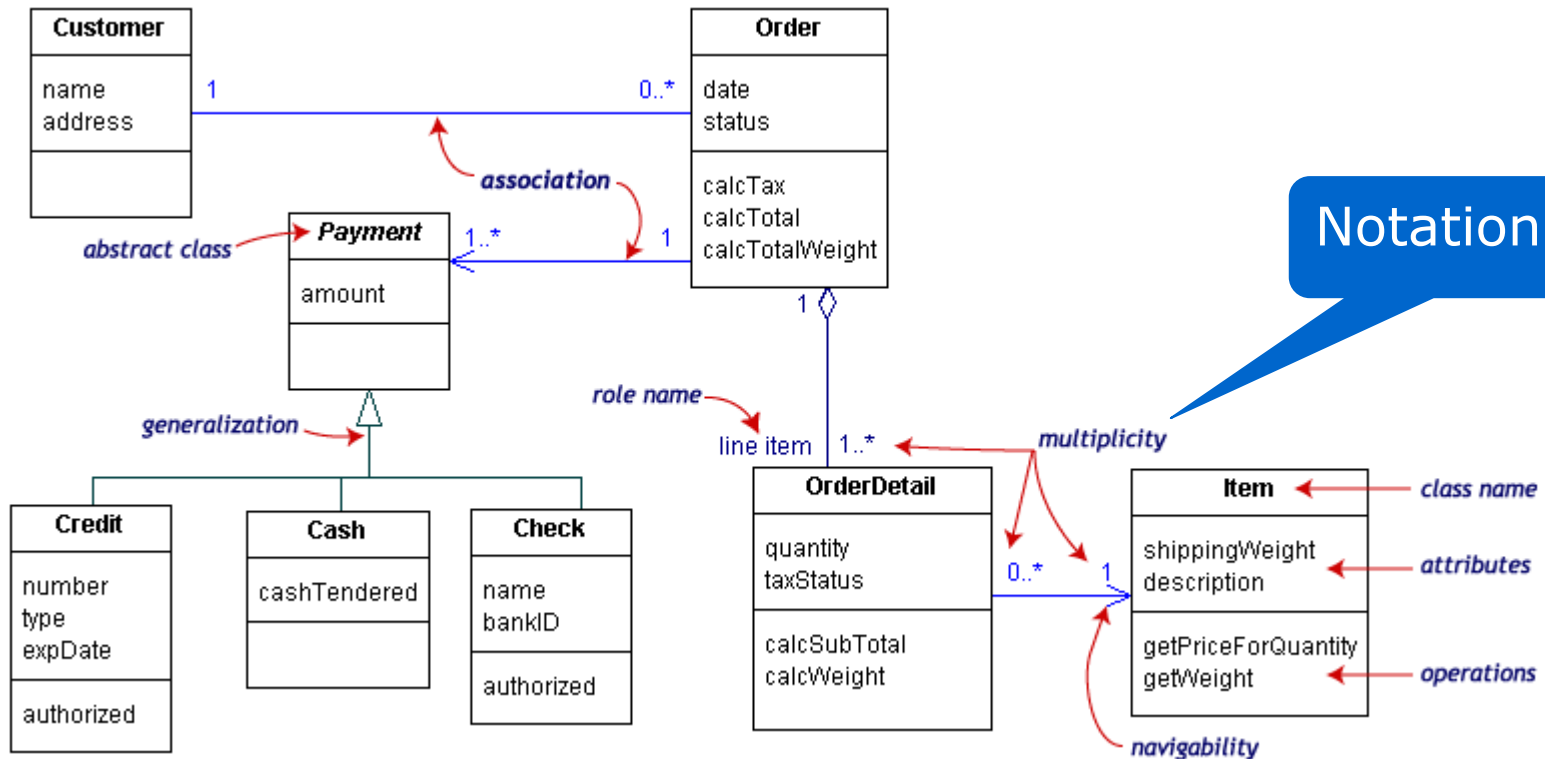 Customer
name
address
1
0..*
Order
date
status
calcTax
calcTotal
calcTotalWeight
association
Notation
abstract class
Payment
amount
1..*
1
1
generalization
role name
line item
1..*
multiplicity
Credit
number
type
expDate
authorized
Cash
cashTendered
Check
name
bankID
authorized
OrderDetail
quantity
taxStatus
calcSubTotal
calcWeight
0..*
1
Item
shippingWeight
description
getPriceForQuantity
getWeight
class name
attributes
operations
navigability